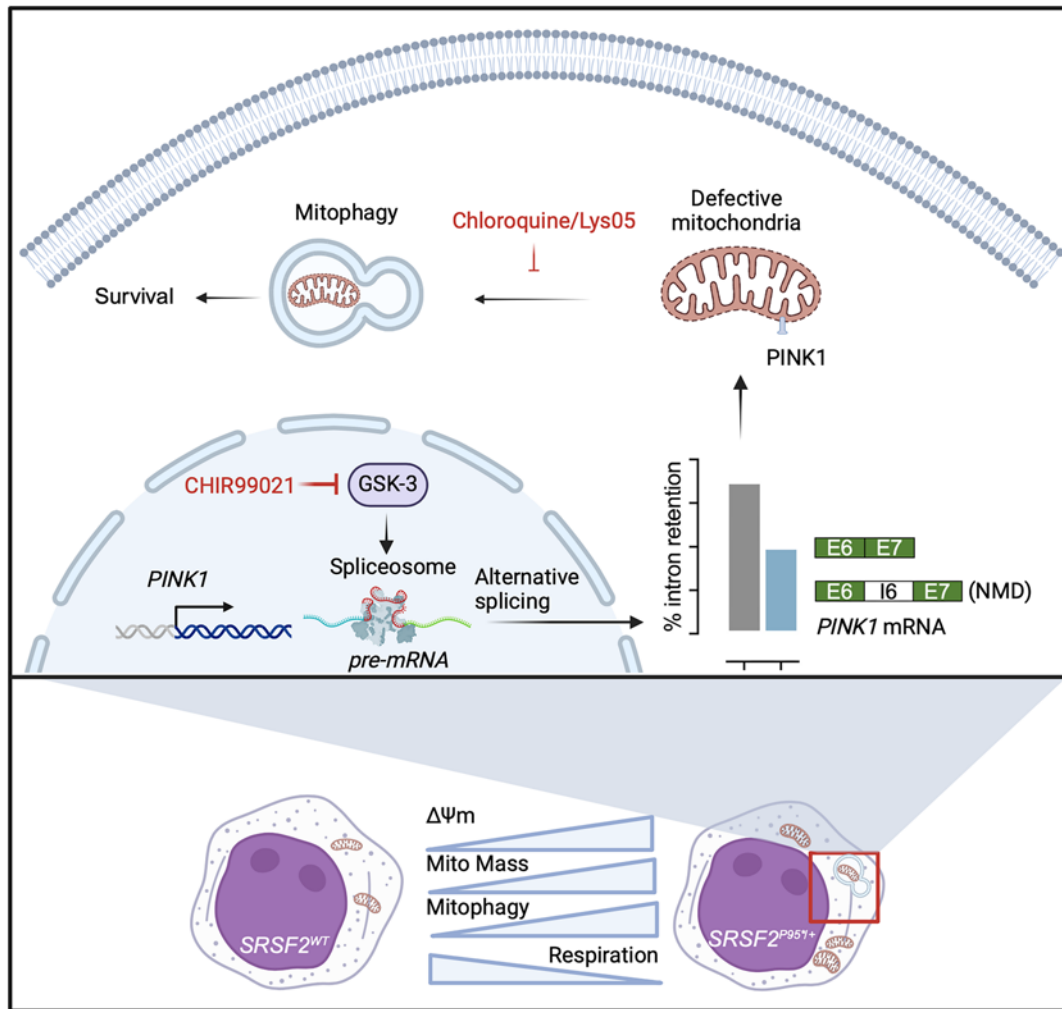 Mitophagy
Chloroquine/Lys05
Defective
mitochondria
Survival
PINK1
CHIR99021
GSK-3
Spliceosome
PINK1
pre-mRNA
Alternative
splicing
% intron retention
E6 E7
E6 I6 E7 (NMD)
PINK1 mRNA
ΔΨm
Mito Mass
Mitophagy
Respiration
SRSF2WT
SRSF2P95*/+